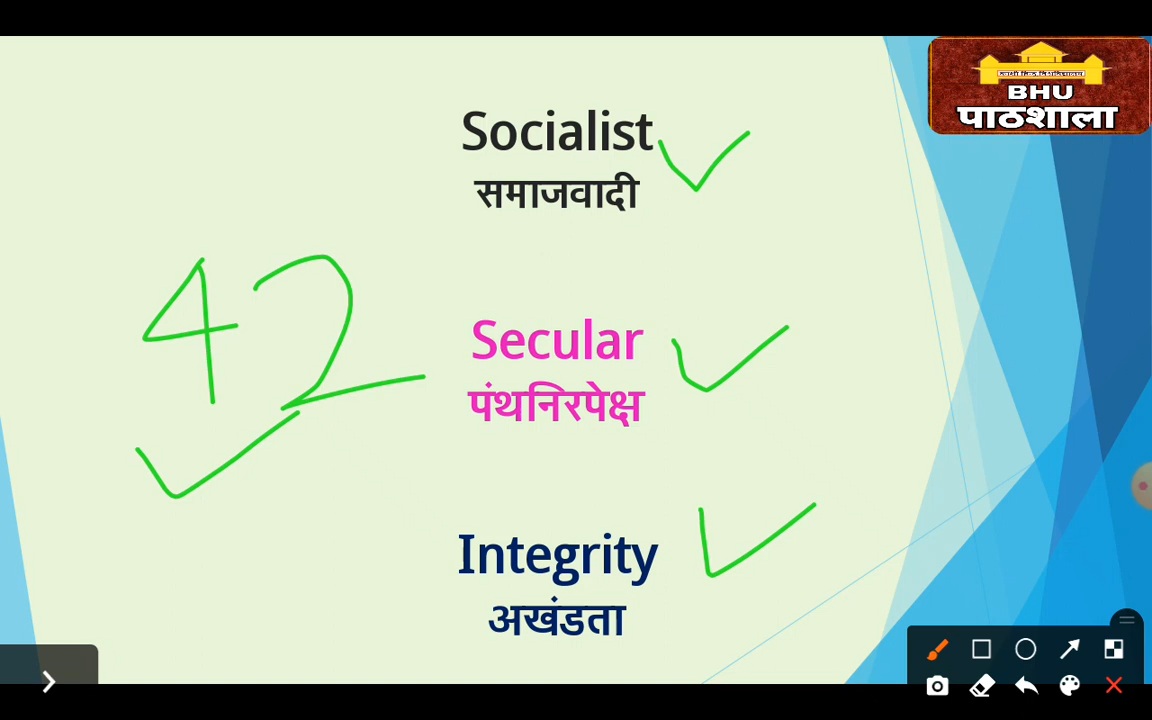 BHU
पाठशाला
Socialist
समाजवादी
42
Secular
पंथनिरपेक्ष
Integrity
अखंडता